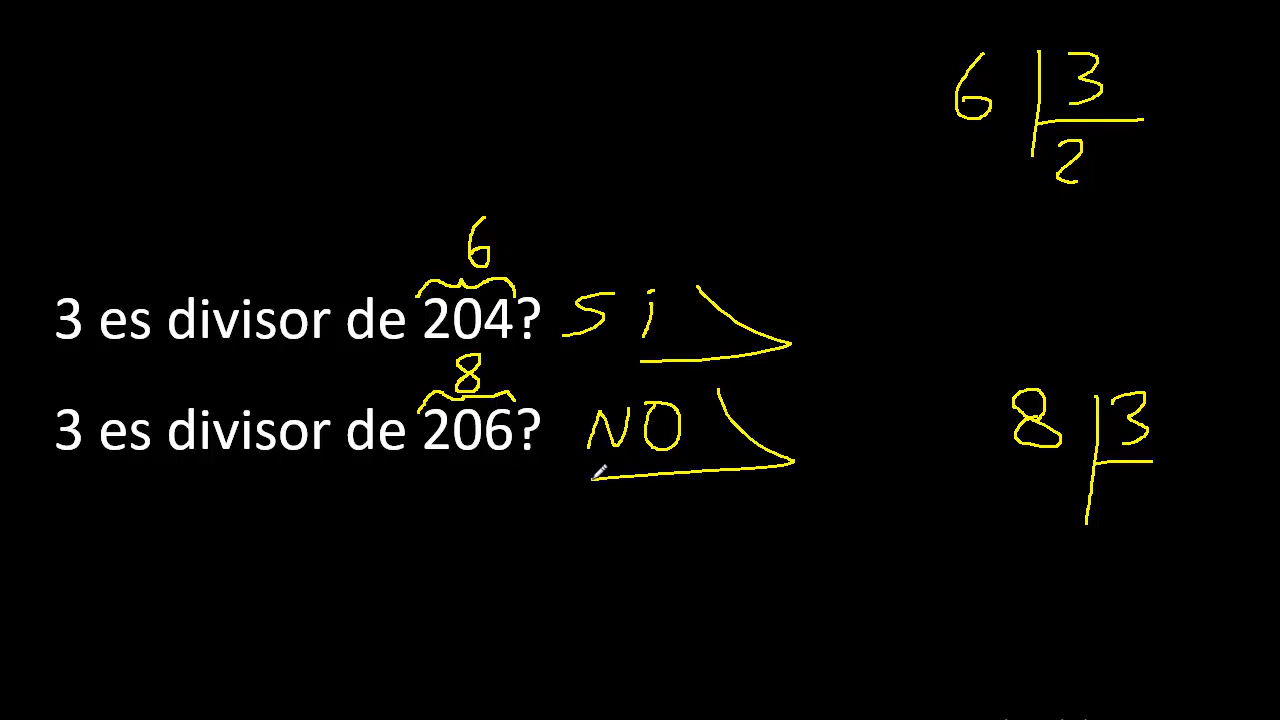 6 3
2
6
3 es divisor de 204? Si
8
3 es divisor de 206? NO
8 3